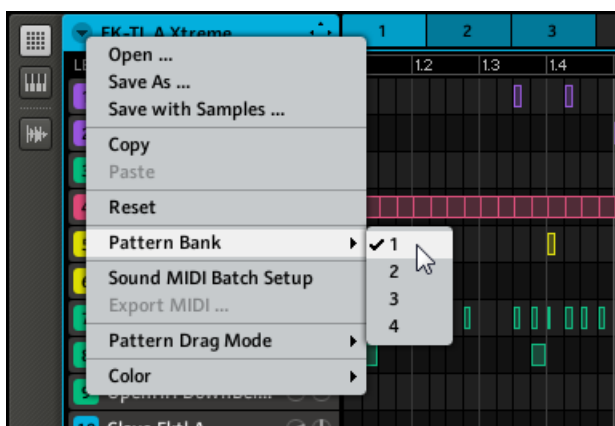 EK-TL A Xtreme
1 2 3
1.2 1.3 1.4
Open ...
Save As ...
Save with Samples ...
Copy
Paste
Reset
Pattern Bank
1
2
3
4
Sound MIDI Batch Setup
Export MIDI ...
Pattern Drag Mode
Color